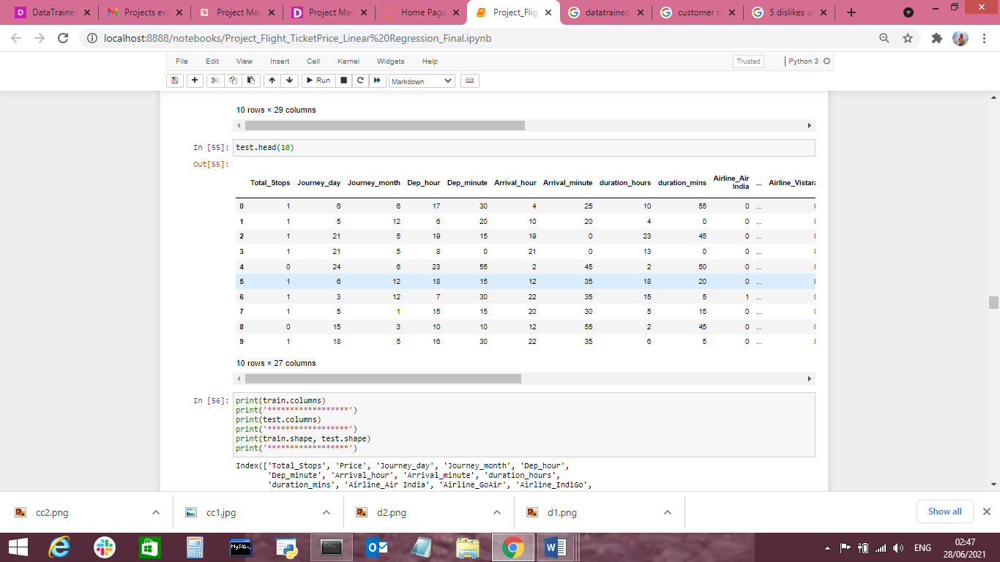 DataTrained
Projects eva
Project Mar
Project Mar
Home Page
Project_Flig
datatrained
customer c
5 dislikes o
localhost:8888/notebooks/Project_Flight_TicketPrice_Linear%20Regression_Final.ipynb
File Edit View Insert Cell Kernel Widgets Help Trusted Python 3
Run Markdown
10 rows × 29 columns
In [55]: test.head(10)
Out[55]:
Total_Stops Journey_day Journey_month Dep_hour Dep_minute Arrival_hour Arrival_minute duration_hours duration_mins Airline_Air India ... Airline_Vistara
0 1 6 6 17 30 4 25 10 55 0 ... 0
1 1 5 12 6 20 10 20 4 0 0 ... 0
2 1 21 5 19 15 19 0 23 45 0 ... 0
3 1 21 5 8 0 21 0 13 0 0 ... 0
4 0 24 6 23 55 2 45 2 50 0 ... 0
5 1 6 12 18 15 12 35 18 20 0 ... 0
6 1 3 12 7 30 22 35 15 5 1 ... 0
7 1 5 1 15 15 20 30 5 15 0 ... 0
8 0 15 3 10 10 12 55 2 45 0 ... 0
9 1 18 5 16 30 22 35 6 5 0 ... 0
10 rows × 27 columns
In [56]: print(train.columns)
print('******************')
print(test.columns)
print('******************')
print(train.shape, test.shape)
print('******************')
Index(['Total_Stops', 'Price', 'Journey_day', 'Journey_month', 'Dep_hour',
'Dep_minute', 'Arrival_hour', 'Arrival_minute', 'duration_hours',
'duration_mins', 'Airline_Air India', 'Airline_GoAir', 'Airline_IndiGo',
cc2.png
cc1.jpg
d2.png
d1.png
Show all
MySQL
ENG
02:47
28/06/2021